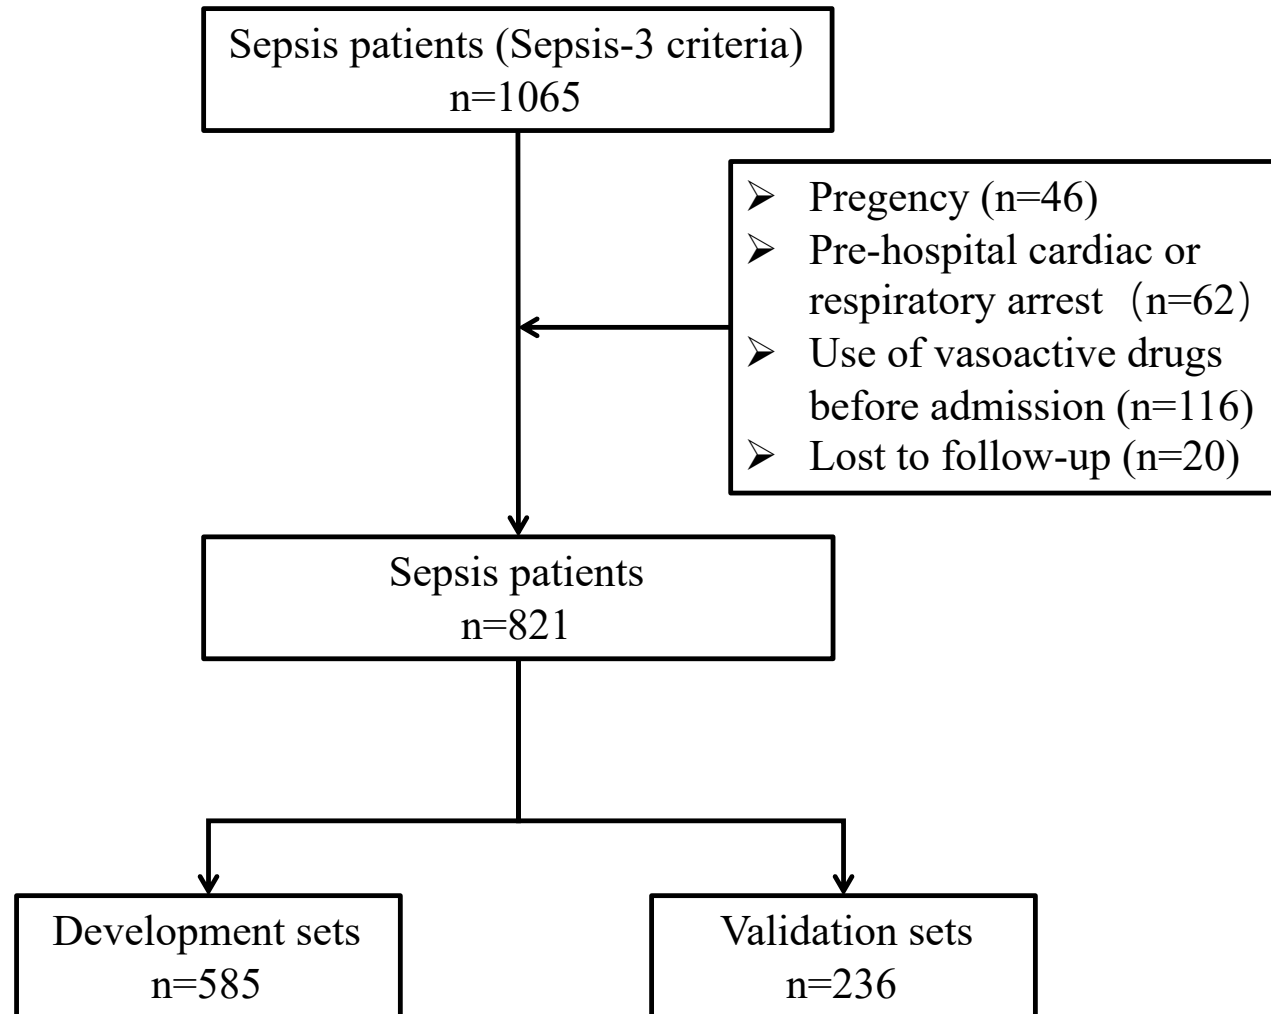 Sepsis patients (Sepsis-3 criteria)
n=1065
➢ Pregency (n=46)
➢ Pre-hospital cardiac or
respiratory arrest（n=62）
➢ Use of vasoactive drugs
before admission (n=116)
➢ Lost to follow-up (n=20)
Sepsis patients
n=821
Development sets
n=585
Validation sets
n=236